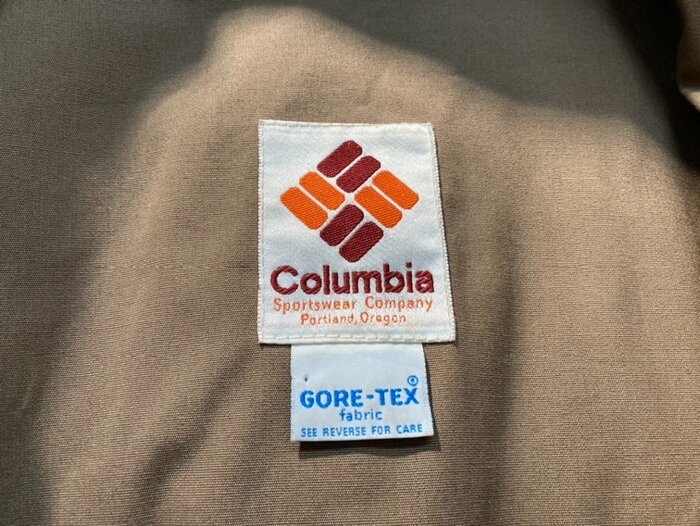 Columbia
Sportswear Company
Portland, Oregon
GORE-TEX®
fabric
SEE REVERSE FOR CARE